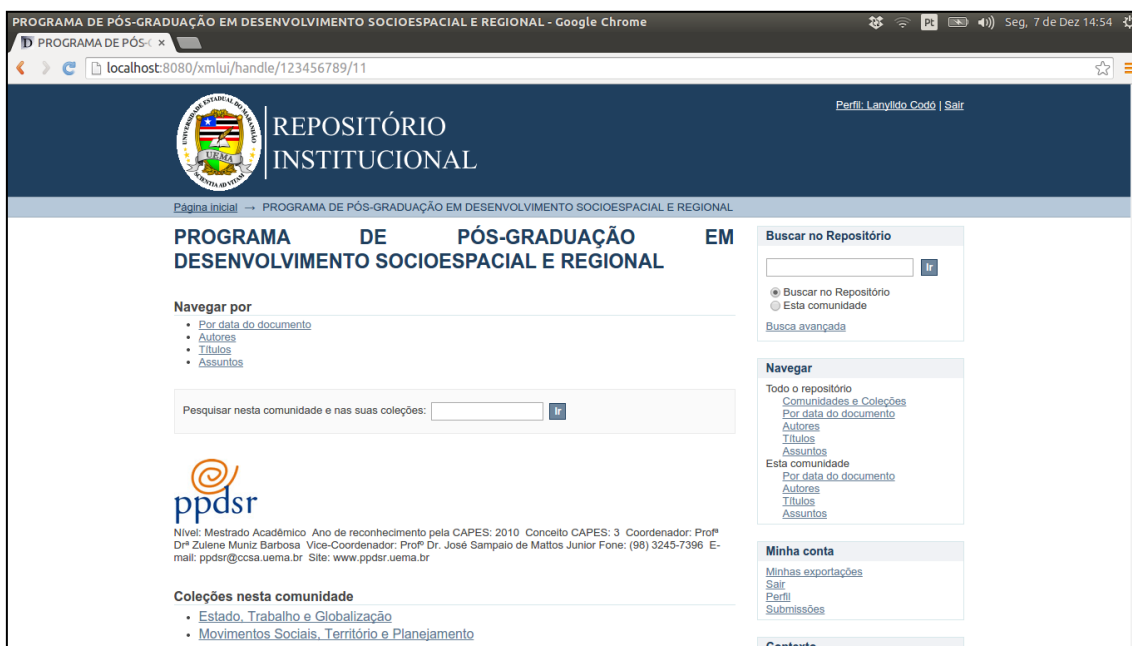 PROGRAMA DE PÓS-GRADUAÇÃO EM DESENVOLVIMENTO SOCIOESPACIAL E REGIONAL - Google Chrome
Pt
Seg, 7 de Dez 14:54
PROGRAMA DE PÓS-G
localhost:8080/xmlui/handle/123456789/11
UNIVERSIDADE ESTADUAL DO MARANHÃO
UEMA
SCIENTIA AD VITAM
REPOSITÓRIO
INSTITUCIONAL
Perfil: Lanylldo Codó | Sair
Página inicial → PROGRAMA DE PÓS-GRADUAÇÃO EM DESENVOLVIMENTO SOCIOESPACIAL E REGIONAL
PROGRAMA DE PÓS-GRADUAÇÃO EM
DESENVOLVIMENTO SOCIOESPACIAL E REGIONAL
Navegar por
Por data do documento
Autores
Títulos
Assuntos
Pesquisar nesta comunidade e nas suas coleções:
Ir
ppdsr
Nível: Mestrado Acadêmico Ano de reconhecimento pela CAPES: 2010 Conceito CAPES: 3 Coordenador: Profª
Drª Zulene Muniz Barbosa Vice-Coordenador: Profº Dr. José Sampaio de Mattos Junior Fone: (98) 3245-7396 E-
mail: ppdsr@ccsa.uema.br Site: www.ppdsr.uema.br
Coleções nesta comunidade
Estado, Trabalho e Globalização
Movimentos Sociais, Território e Planejamento
Buscar no Repositório
Ir
Buscar no Repositório
Esta comunidade
Busca avançada
Navegar
Todo o repositório
Comunidades e Coleções
Por data do documento
Autores
Títulos
Assuntos
Esta comunidade
Por data do documento
Autores
Títulos
Assuntos
Minha conta
Minhas exportações
Sair
Perfil
Submissões
Contexto